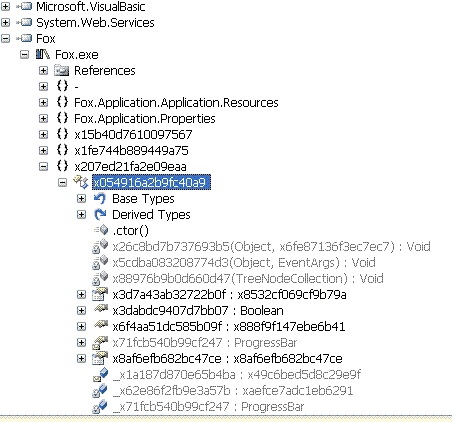 Microsoft.VisualBasic
System.Web.Services
Fox
Fox.exe
References
-
Fox.Application.Application.Resources
Fox.Application.Properties
x15b40d7610097567
x1fe744b889449a75
x207ed21fa2e09eaa
x054916a2b9fc40a9
Base Types
Derived Types
.ctor()
x26c8bd7b737693b5(Object, x6fe87136f3ec7ec7) : Void
x5cdba083208774d3(Object, EventArgs) : Void
x88976b9b0d660d47(TreeNodeCollection) : Void
x3d7a43ab32722b0f : x8532cf069cf9b79a
x3dabdc9407d7bb07 : Boolean
x6f4aa51dc585b09f : x888f9f147ebe6b41
x71fcb540b99cf247 : ProgressBar
x8af6efb682bc47ce : x8af6efb682bc47ce
_x1a187d870e65b4ba : x49c6bed5d8c29e9f
_x62e86f2fb9e3a57b : xaefce7adc1eb6291
_x71fcb540b99cf247 : ProgressBar